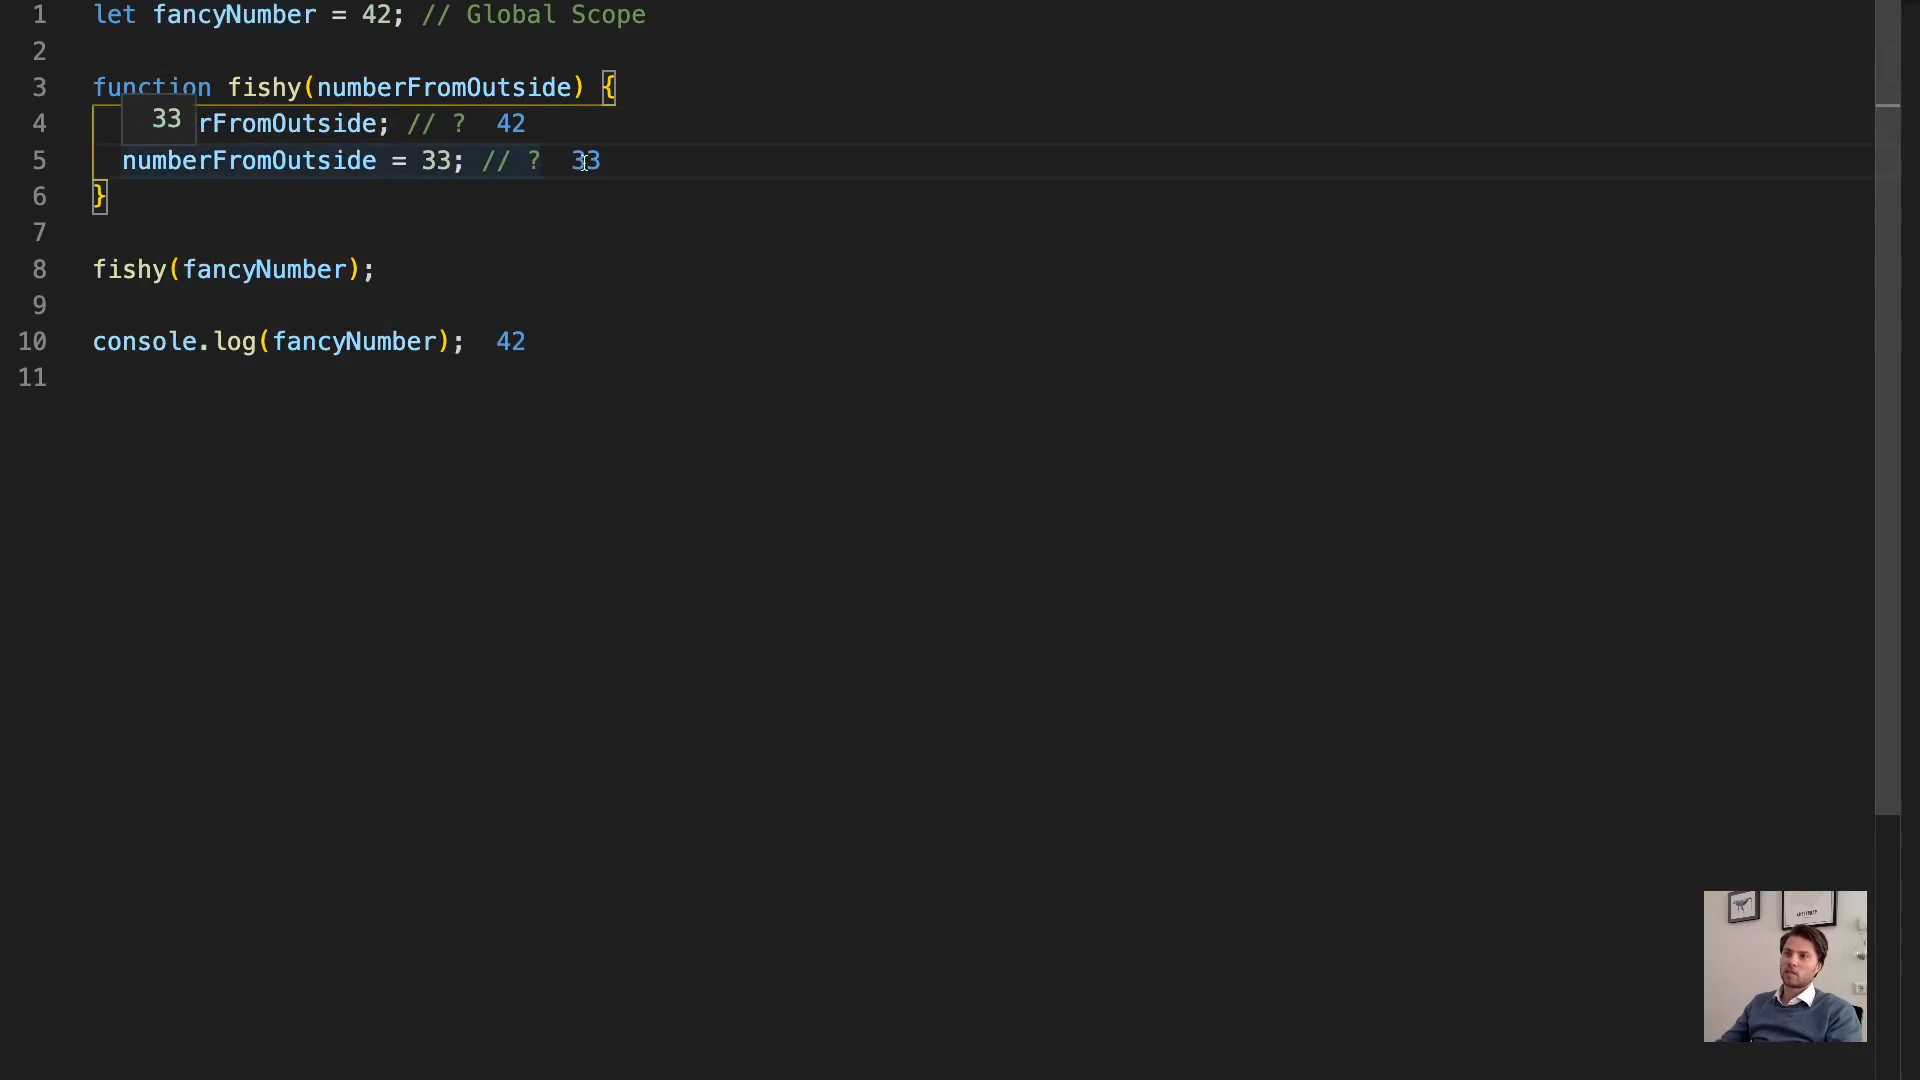 1 let fancyNumber = 42; // Global Scope
2
3 function fishy(numberFromOutside) {
4 rFromOutside; // ? 42
33
5 numberFromOutside = 33; // ? 33
6 }
7
8 fishy(fancyNumber);
9
10 console.log(fancyNumber); 42
11